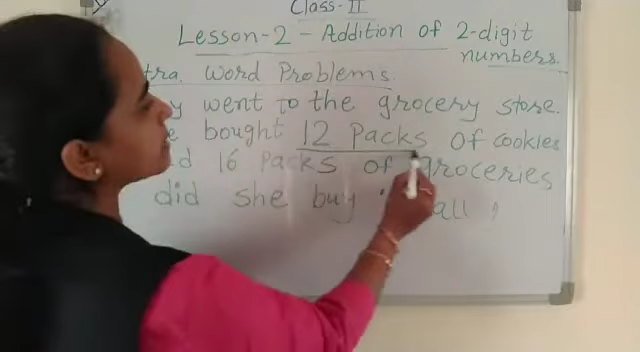 Class-II
Lesson-2 - Addition of 2-digit
numbers.
Word Problems.
went to the grocery store.
bought 12 Packs of cookies
16 Packs of groceries
did she buy all